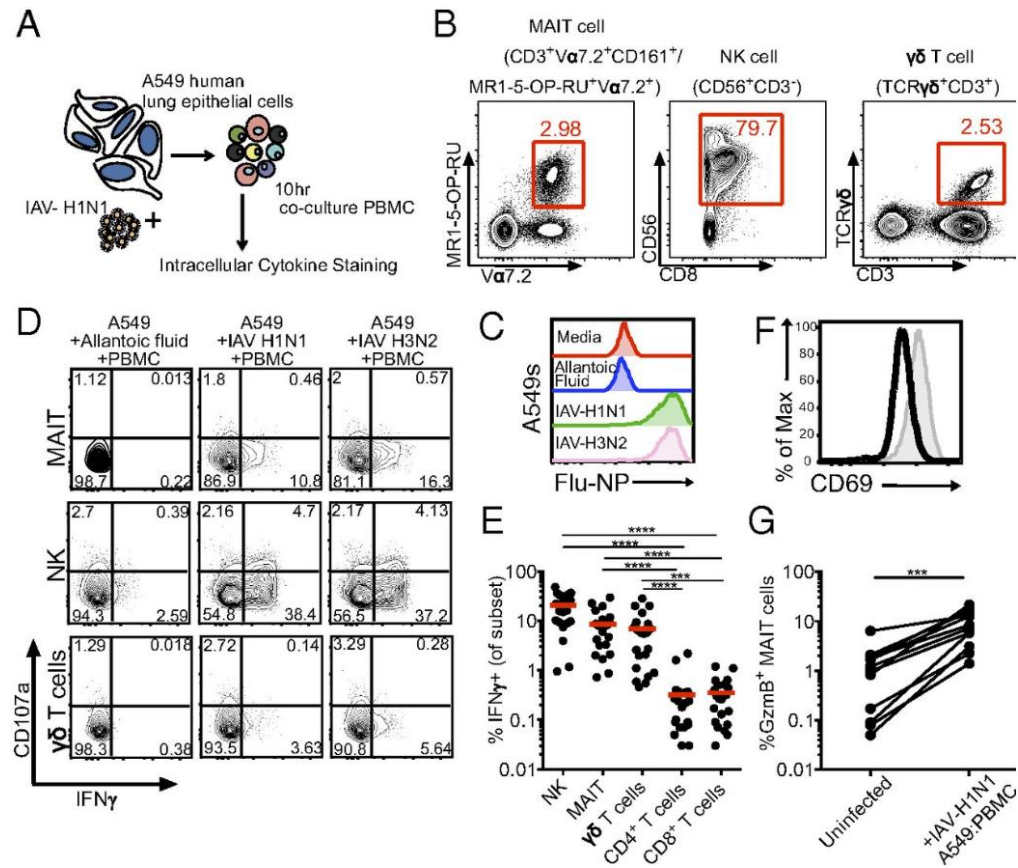 A
A549 human
lung epithelial cells
IAV- H1N1
+
10hr
co-culture PBMC
Intracellular Cytokine Staining
B
MAIT cell
(CD3⁺Vα7.2⁺CD161⁺/
MR1-5-OP-RU⁺Vα7.2⁺)
NK cell
(CD56⁺CD3⁻)
γδ T cell
(TCRγδ⁺CD3⁺)
2.98
79.7
2.53
MR1-5-OP-RU
Vα7.2
CD56
CD8
TCRγδ
CD3
C
A549s
Media
Allantoic
Fluid
IAV-H1N1
IAV-H3N2
Flu-NP
D
A549
+Allantoic fluid
+PBMC
A549
+IAV H1N1
+PBMC
A549
+IAV H3N2
+PBMC
MAIT
1.12 0.013 1.8 0.46 2 0.57
98.7 0.22 86.9 10.8 81.1 16.3
NK
2.7 0.39 2.16 4.7 2.17 4.13
94.3 2.59 54.8 38.4 56.5 37.2
γδ T cells
1.29 0.018 2.72 0.14 3.29 0.28
98.3 0.38 93.5 3.63 90.8 5.64
CD107a
IFNγ
E
****
****
****
****
***
****
% IFNγ+ (of subset)
100
10
1
0.1
0.01
NK
MAIT
γδ T cells
CD4⁺ T cells
CD8⁺ T cells
F
% of Max
100
80
60
40
20
0
CD69
G
***
%GzmB⁺ MAIT cells
100
10
1
0.1
0.01
Uninfected
+IAV-H1N1
A549:PBMC